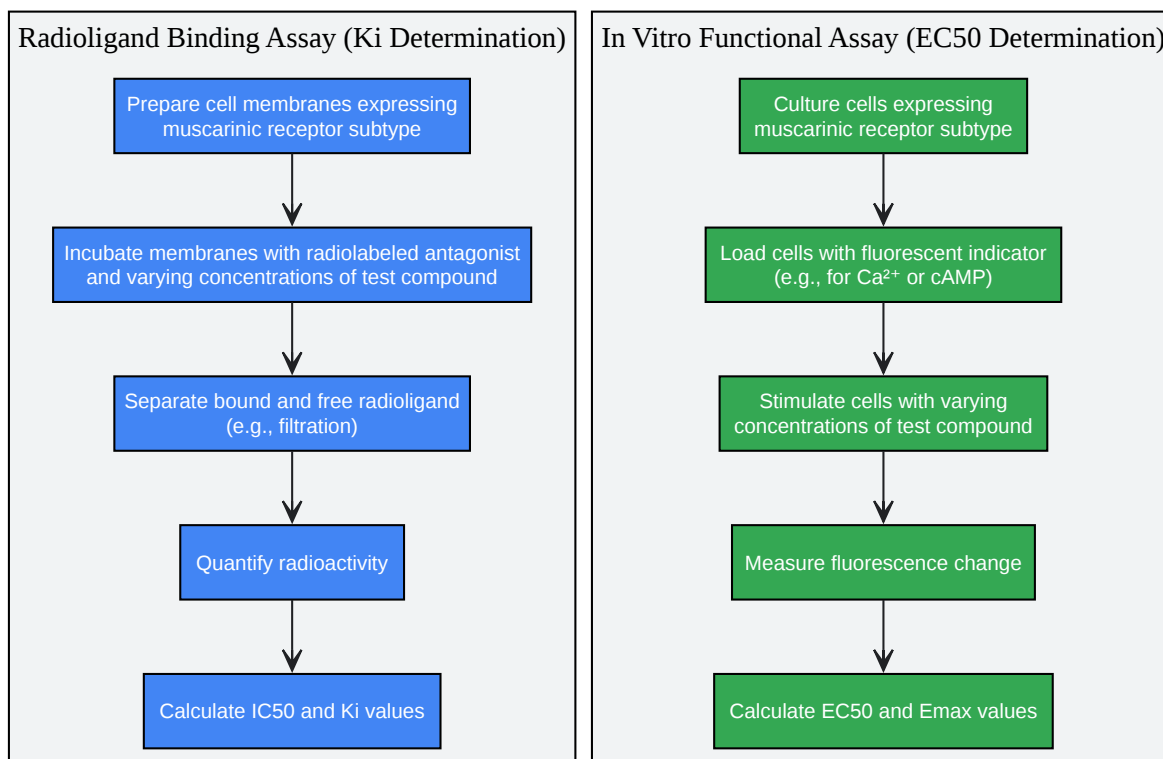 Radioligand Binding Assay (Ki Determination)
Prepare cell membranes expressing
muscarinic receptor subtype
Incubate membranes with radiolabeled antagonist
and varying concentrations of test compound
Separate bound and free radioligand
(e.g., filtration)
Quantify radioactivity
Calculate IC50 and Ki values
In Vitro Functional Assay (EC50 Determination)
Culture cells expressing
muscarinic receptor subtype
Load cells with fluorescent indicator
(e.g., for Ca²⁺ or cAMP)
Stimulate cells with varying
concentrations of test compound
Measure fluorescence change
Calculate EC50 and Emax values